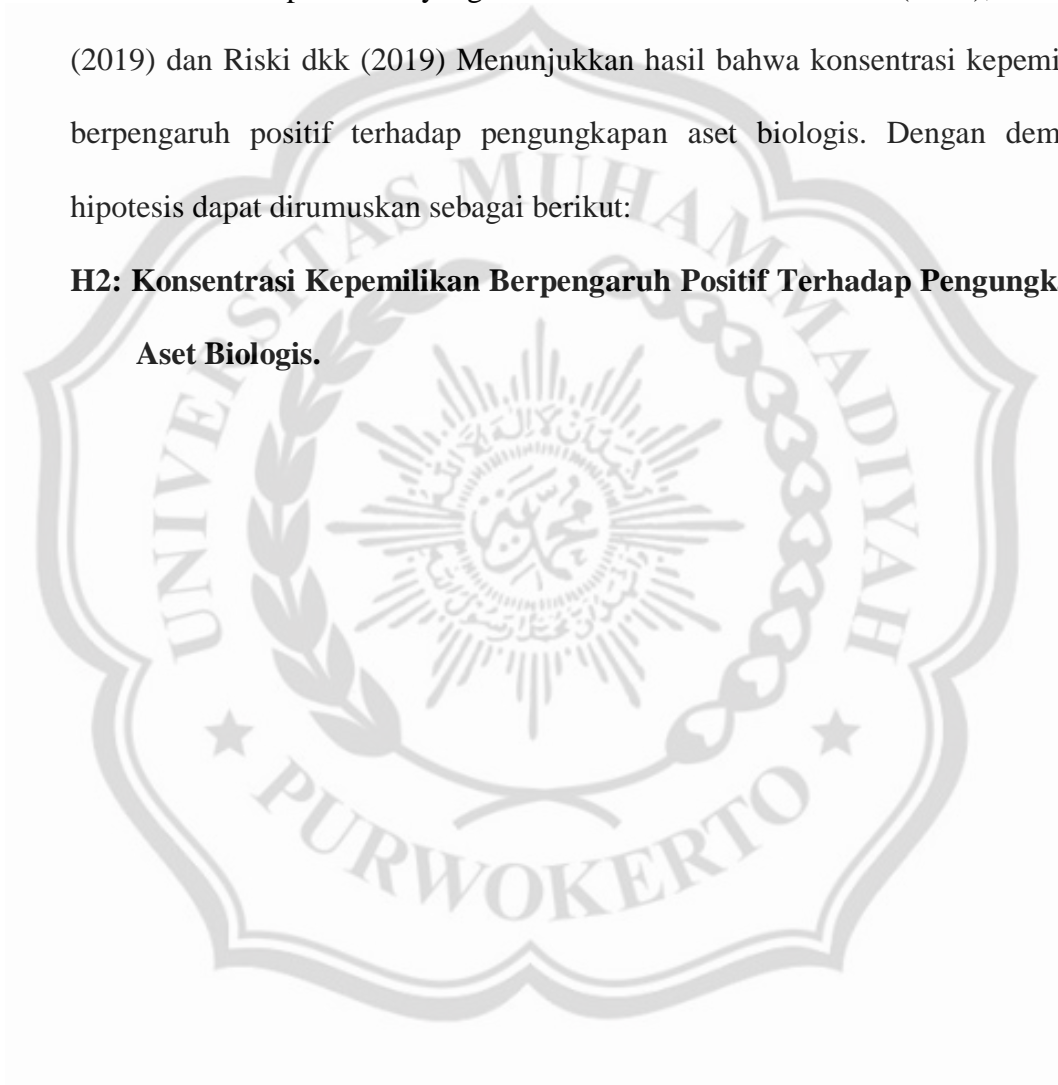 (2019) dan Riski dkk (2019) Menunjukkan hasil bahwa konsentrasi kepemi
berpengaruh positif terhadap pengungkapan aset biologis. Dengan dem
hipotesis dapat dirumuskan sebagai berikut:
H2: Konsentrasi Kepemilikan Berpengaruh Positif Terhadap Pengungka
Aset Biologis.
UNIVERSITAS MUHAMMADIYAH
PURWOKERTO